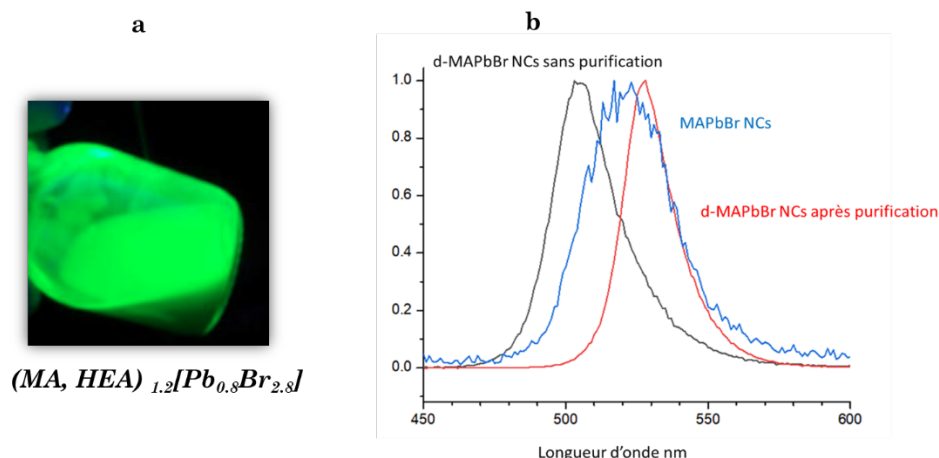 a
b
(MA, HEA) 1.2[Pb0.8Br2.8]
d-MAPbBr NCs sans purification
MAPbBr NCs
d-MAPbBr NCs après purification
1.0
0.8
0.6
0.4
0.2
0.0
450
500
550
600
Longueur d'onde nm